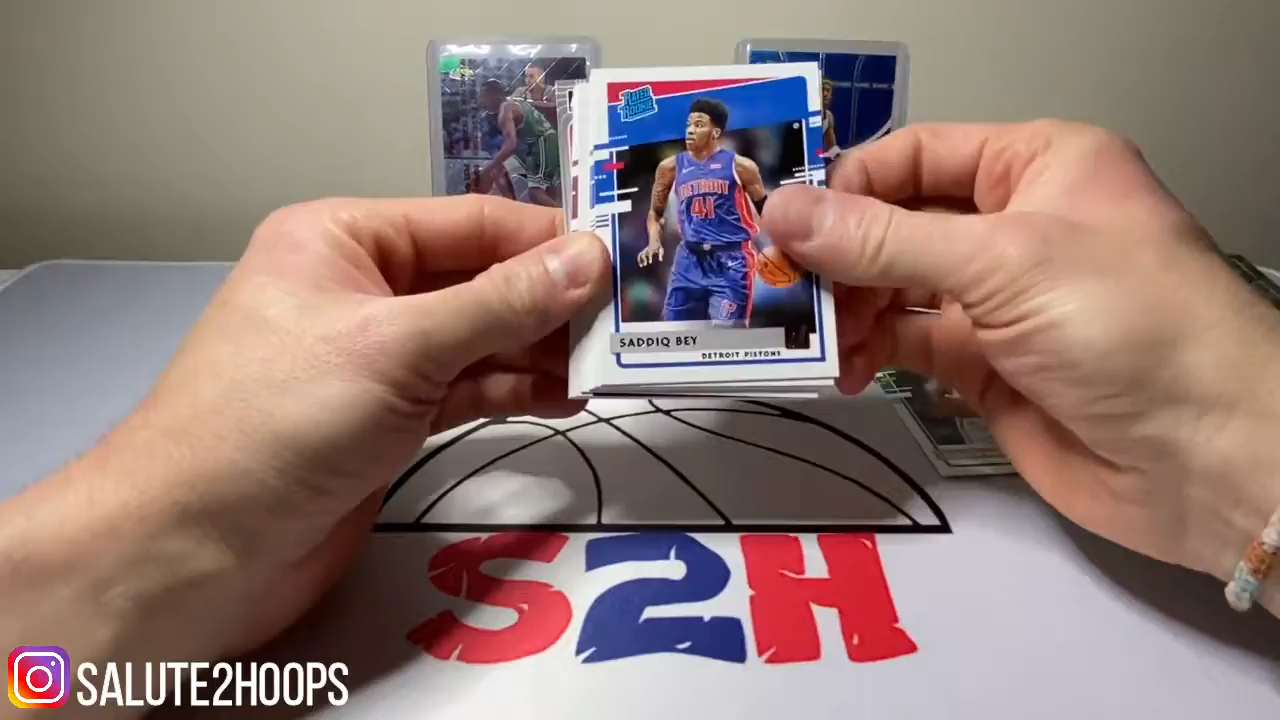 RATED
ROOKIE
DETROIT
41
SADDIQ BEY
DETROIT PISTONS
S2H
SALUTE2HOOPS